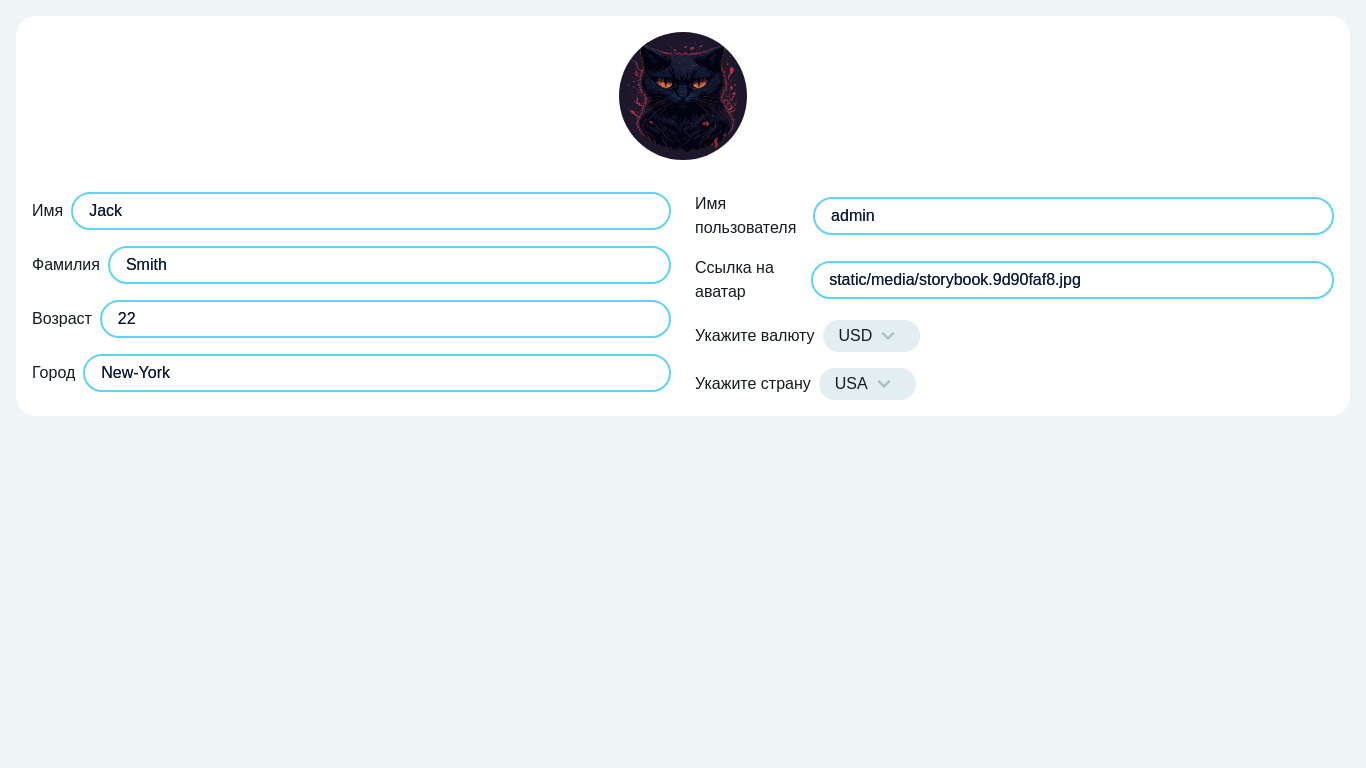 Имя Jack
Фамилия Smith
Возраст 22
Город New-York
Имя
пользователя
admin
Ссылка на
аватар
static/media/storybook.9d90faf8.jpg
Укажите валюту USD
Укажите страну USA